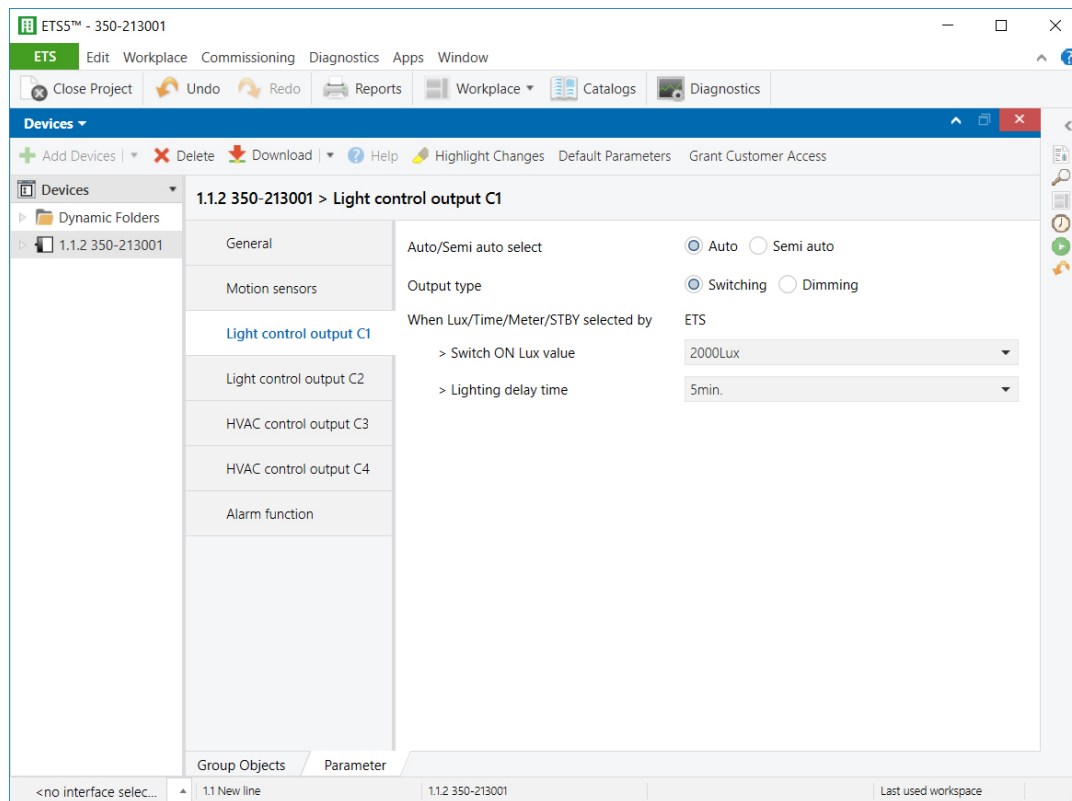 ETS5™ - 350-213001
ETS Edit Workplace Commissioning Diagnostics Apps Window
Close Project Undo Redo Reports Workplace Catalogs Diagnostics
Devices
Add Devices Delete Download Help Highlight Changes Default Parameters Grant Customer Access
Devices
Dynamic Folders
1.1.2 350-213001
1.1.2 350-213001 > Light control output C1
General
Motion sensors
Light control output C1
Light control output C2
HVAC control output C3
HVAC control output C4
Alarm function
Auto/Semi auto select Auto Semi auto
Output type Switching Dimming
When Lux/Time/Meter/STBY selected by ETS
> Switch ON Lux value 2000Lux
> Lighting delay time 5min.
Group Objects Parameter
<no interface selec... 1.1 New line 1.1.2 350-213001 Last used workspace